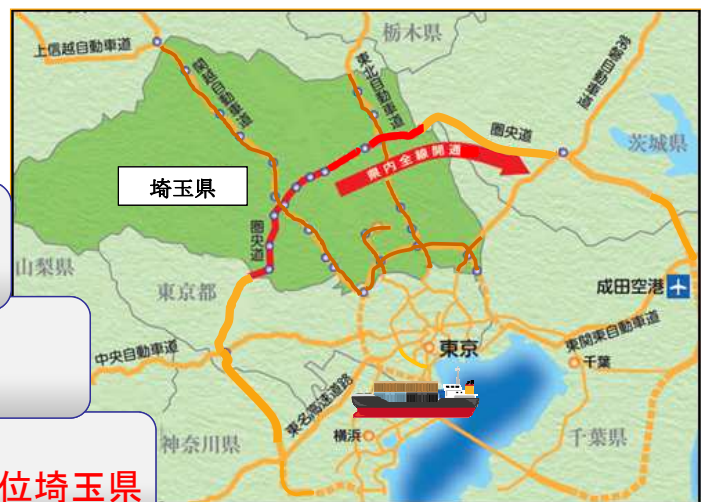 栃木県
上信越自動車道
関越自動車道
東北自動車道
常磐自動車道
圏央道
茨城県
県内全線開通
埼玉県
圏央道
山梨県
東京都
成田空港
中央自動車道
東京
東関東自動車道
千葉
東名高速道路
横浜
神奈川県
千葉県
位埼玉県